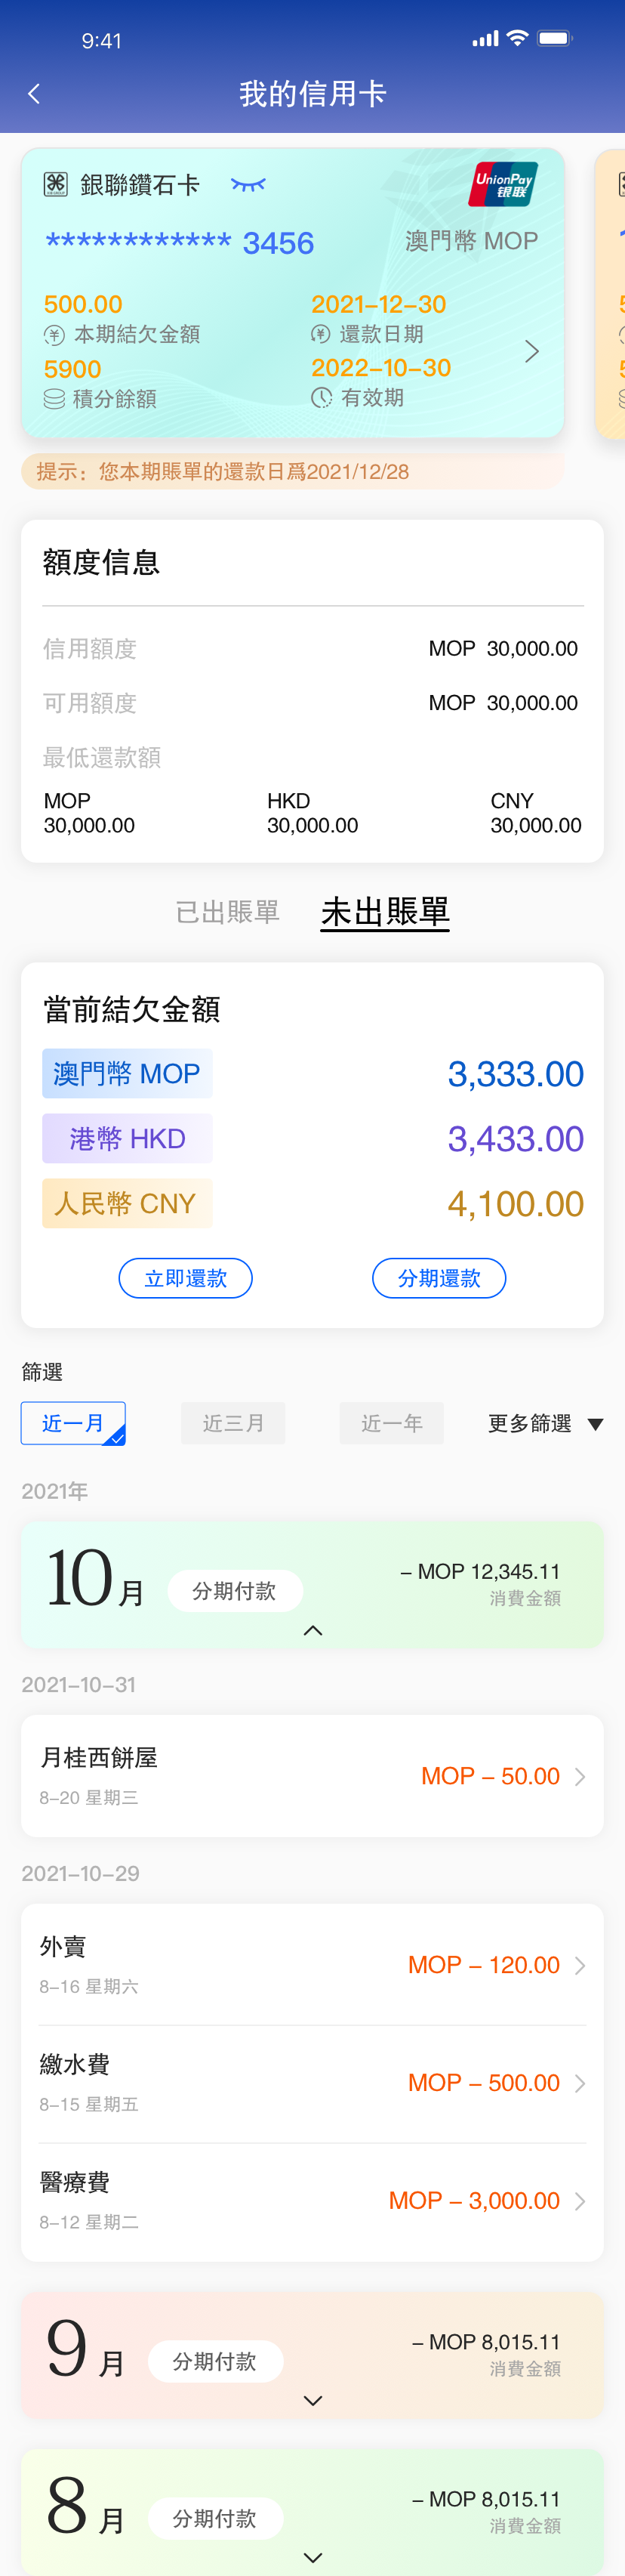 9:41
我的信用卡
銀聯鑽石卡
UnionPay
银联
************ 3456
澳門幣 MOP
500.00
2021-12-30
本期結欠金額
還款日期
5900
2022-10-30
積分餘額
有效期
提示：您本期賬單的還款日爲2021/12/28
額度信息
信用額度
MOP 30,000.00
可用額度
MOP 30,000.00
最低還款額
MOP
HKD
CNY
30,000.00
30,000.00
30,000.00
已出賬單
未出賬單
當前結欠金額
澳門幣 MOP
3,333.00
港幣 HKD
3,433.00
人民幣 CNY
4,100.00
立即還款
分期還款
篩選
近一月
近三月
近一年
更多篩選
2021年
10月
分期付款
– MOP 12,345.11
消費金額
2021-10-31
月桂西餅屋
8-20 星期三
MOP – 50.00
2021-10-29
外賣
8-16 星期六
MOP – 120.00
繳水費
8-15 星期五
MOP – 500.00
醫療費
8-12 星期二
MOP – 3,000.00
9月
分期付款
– MOP 8,015.11
消費金額
8月
分期付款
– MOP 8,015.11
消費金額